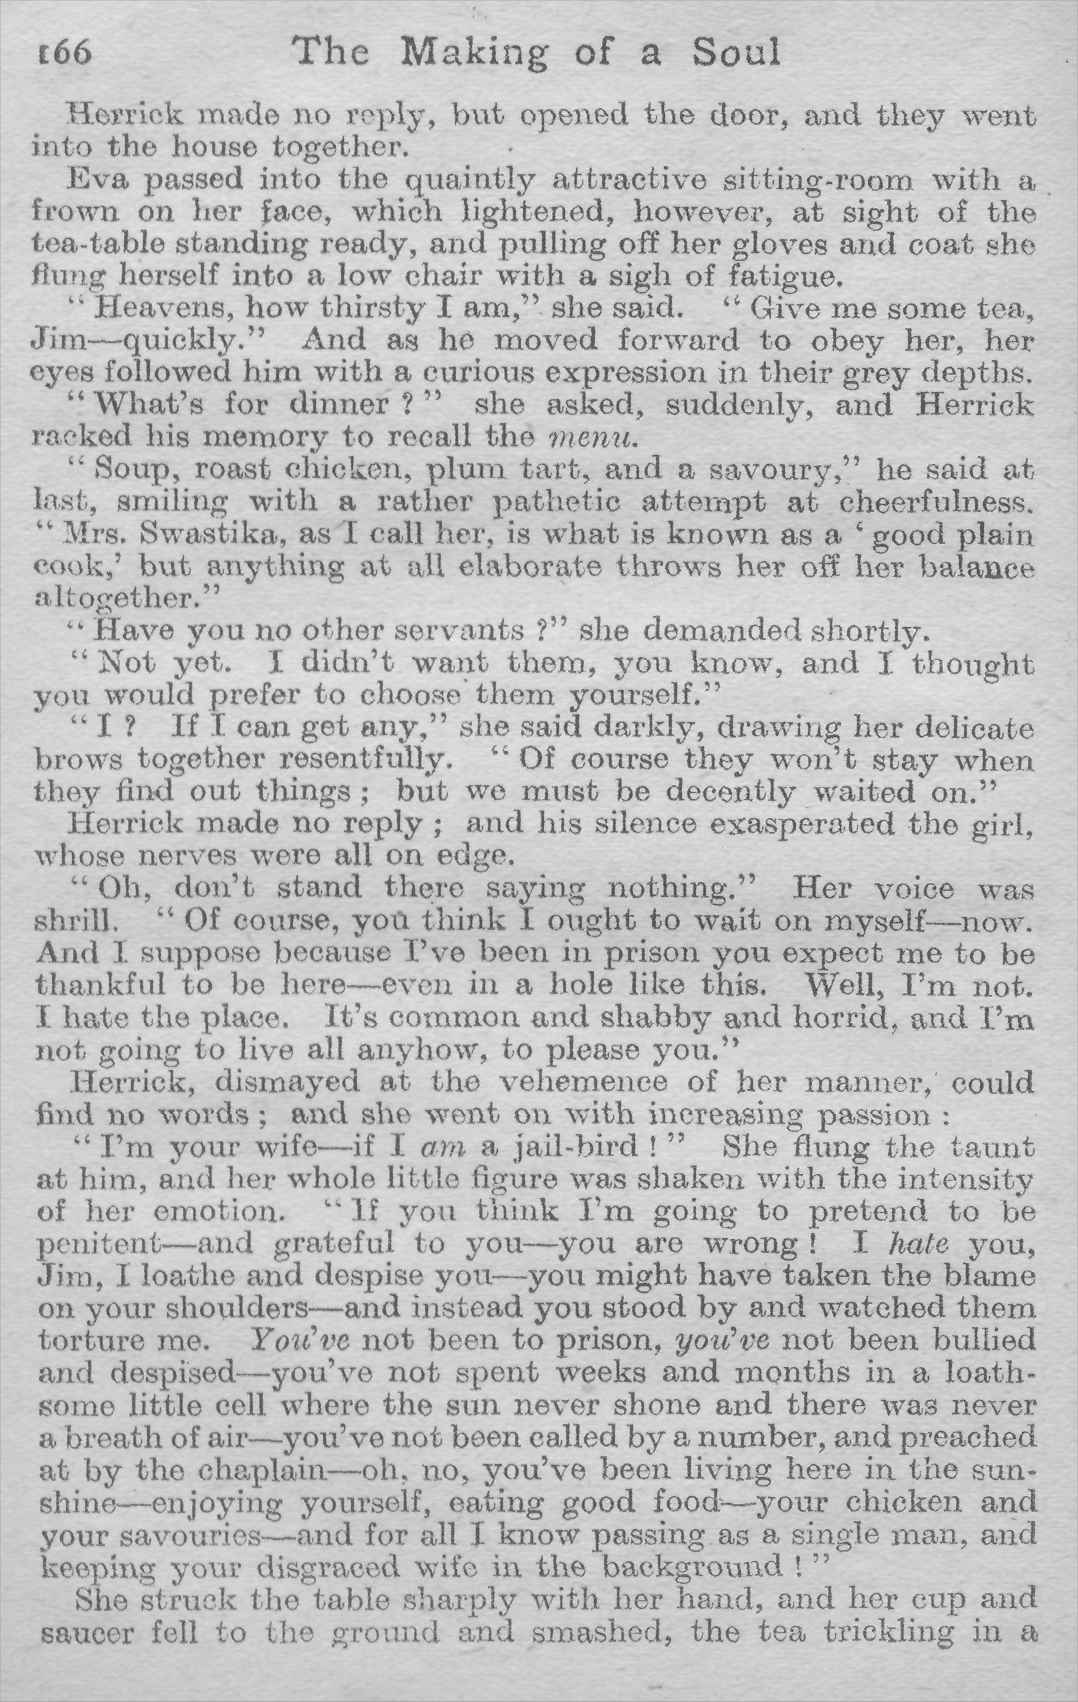 166 The Making of a Soul
Herrick made no reply, but opened the door, and they went
into the house together.
Eva passed into the quaintly attractive sitting-room with a
frown on her face, which lightened, however, at sight of the
tea-table standing ready, and pulling off her gloves and coat she
flung herself into a low chair with a sigh of fatigue.
“ Heavens, how thirsty I am,” she said. “ Give me some tea,
Jim—quickly.” And as he moved forward to obey her, her
eyes followed him with a curious expression in their grey depths.
“ What’s for dinner ? ” she asked, suddenly, and Herrick
racked his memory to recall the menu.
“ Soup, roast chicken, plum tart, and a savoury,” he said at
last, smiling with a rather pathetic attempt at cheerfulness.
“ Mrs. Swastika, as I call her, is what is known as a ‘ good plain
cook,’ but anything at all elaborate throws her off her balance
altogether.”
“ Have you no other servants ?” she demanded shortly.
“ Not yet. I didn’t want them, you know, and I thought
you would prefer to choose them yourself.”
“ I ? If I can get any,” she said darkly, drawing her delicate
brows together resentfully. “ Of course they won’t stay when
they find out things ; but we must be decently waited on.”
Herrick made no reply ; and his silence exasperated the girl,
whose nerves were all on edge.
“ Oh, don’t stand there saying nothing.” Her voice was
shrill. “ Of course, you think I ought to wait on myself—now.
And I suppose because I’ve been in prison you expect me to be
thankful to be here—even in a hole like this. Well, I’m not.
I hate the place. It’s common and shabby and horrid, and I’m
not going to live all anyhow, to please you.”
Herrick, dismayed at the vehemence of her manner, could
find no words ; and she went on with increasing passion :
“ I’m your wife—if I am a jail-bird ! ” She flung the taunt
at him, and her whole little figure was shaken with the intensity
of her emotion. “ If you think I’m going to pretend to be
penitent—and grateful to you—you are wrong ! I hate you,
Jim, I loathe and despise you—you might have taken the blame
on your shoulders—and instead you stood by and watched them
torture me. You’ve not been to prison, you’ve not been bullied
and despised—you’ve not spent weeks and months in a loath-
some little cell where the sun never shone and there was never
a breath of air—you’ve not been called by a number, and preached
at by the chaplain—oh, no, you’ve been living here in the sun-
shine—enjoying yourself, eating good food—your chicken and
your savouries—and for all I know passing as a single man, and
keeping your disgraced wife in the background ! ”
She struck the table sharply with her hand, and her cup and
saucer fell to the ground and smashed, the tea trickling in a